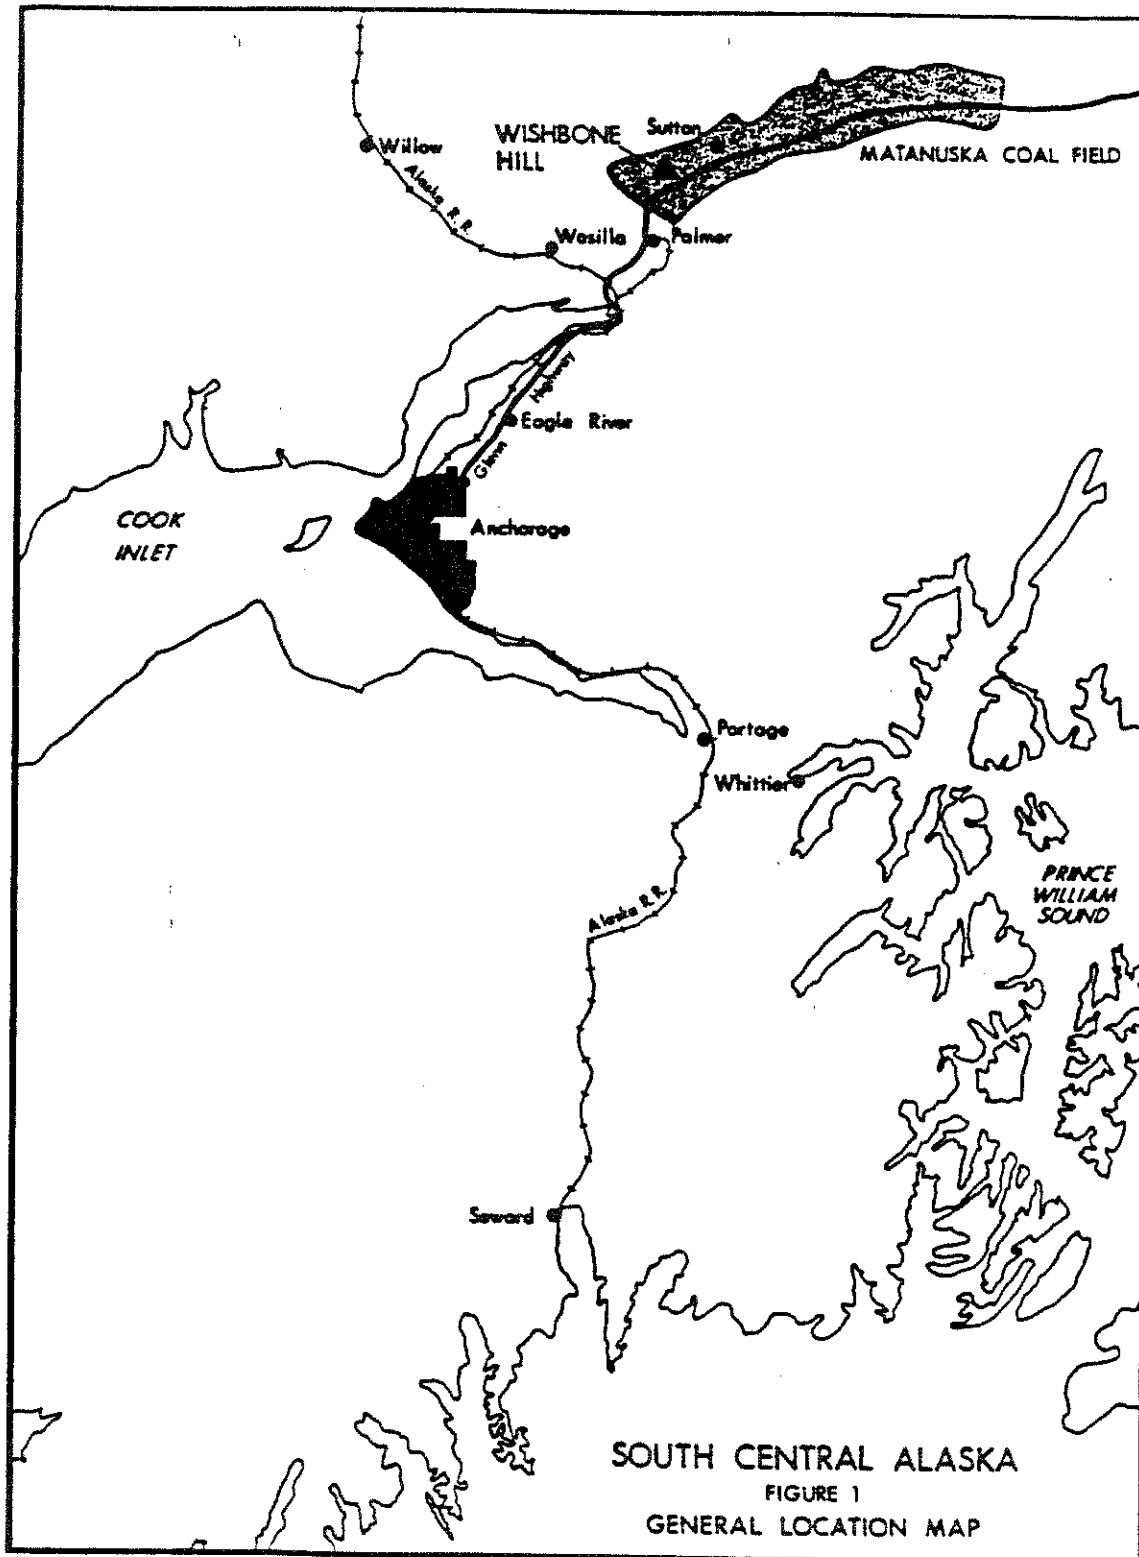 WISHBONE
HILL
Sutton
MATANUSKA COAL FIELD
Willow
Alaska R.R.
Wasilla
Palmer
Highway
Eagle River
Glenn
COOK
INLET
Anchorage
Portage
Whittier
PRINCE
WILLIAM
SOUND
Alaska R.R.
Seward
SOUTH CENTRAL ALASKA
FIGURE 1
GENERAL LOCATION MAP